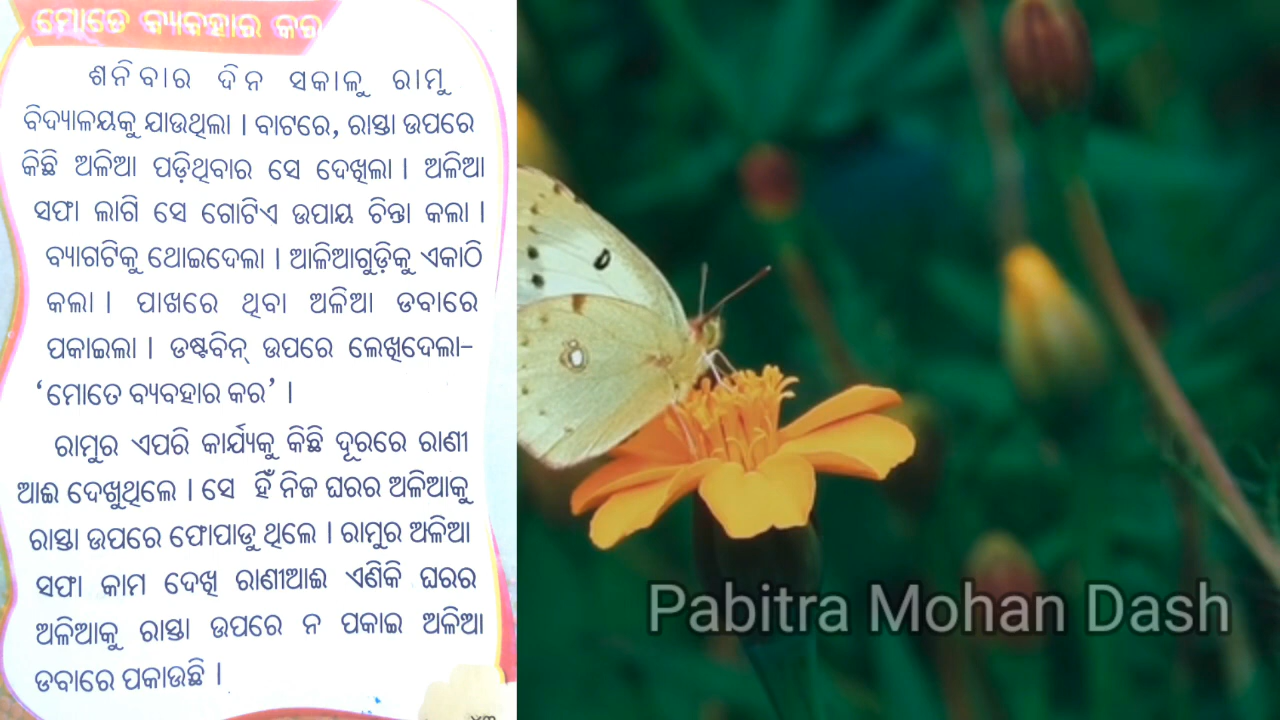 ମୋତେ ବ୍ୟବହାର କର
ଶନିବାର ଦିନ ସକାଳୁ ରାମୁ
ବିଦ୍ୟାଳୟକୁ ଯାଉଥିଲା । ବାଟରେ, ରାସ୍ତା ଉପରେ
କିଛି ଅଳିଆ ପଡ଼ିଥିବାର ସେ ଦେଖିଲା । ଅଳିଆ
ସଫା ଲାଗି ସେ ଗୋଟିଏ ଉପାୟ ଚିନ୍ତା କଲା ।
ବ୍ୟାଗଟିକୁ ଥୋଇଦେଲା । ଆଳିଆଗୁଡ଼ିକୁ ଏକାଠି
କଲା । ପାଖରେ ଥିବା ଅଳିଆ ଡବାରେ
ପକାଇଲା । ଡଷ୍ଟବିନ୍ ଉପରେ ଲେଖିଦେଲା–
‘ମୋତେ ବ୍ୟବହାର କର’ ।
ରାମୁର ଏପରି କାର୍ଯ୍ୟକୁ କିଛି ଦୂରରେ ରାଣୀ
ଆଈ ଦେଖୁଥିଲେ । ସେ ହିଁ ନିଜ ଘରର ଅଳିଆକୁ
ରାସ୍ତା ଉପରେ ଫୋପାଡୁ ଥିଲେ । ରାମୁର ଅଳିଆ
ସଫା କାମ ଦେଖି ରାଣୀଆଈ ଏଣିକି ଘରର
ଅଳିଆକୁ ରାସ୍ତା ଉପରେ ନ ପକାଇ ଅଳିଆ
ଡବାରେ ପକାଉଛି ।
Pabitra Mohan Dash